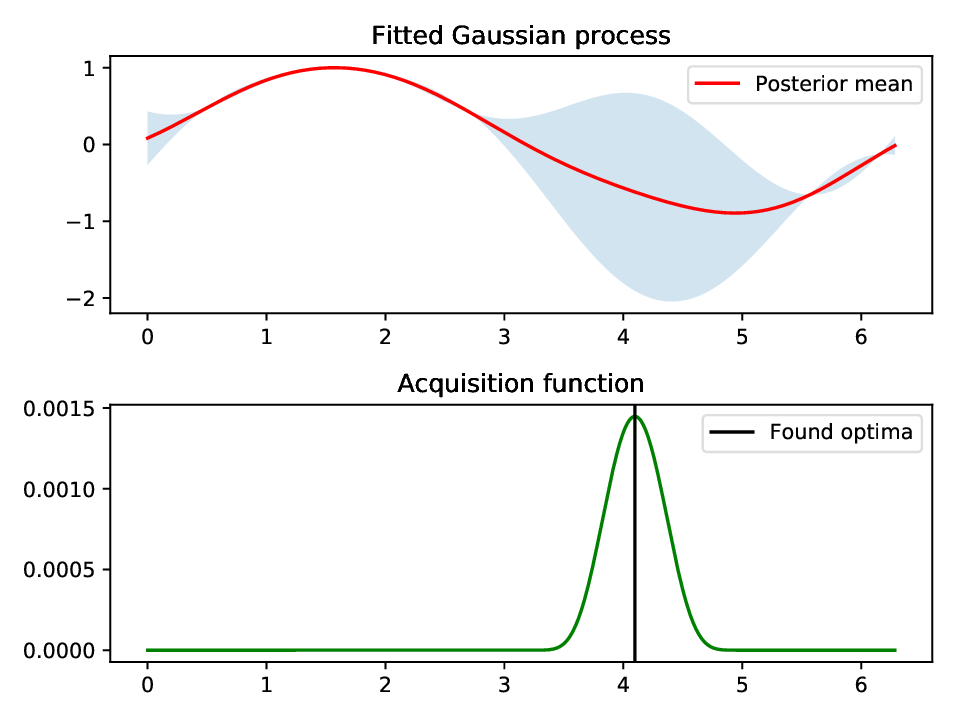 Fitted Gaussian process
1
0
−1
−2
Posterior mean
0 1 2 3 4 5 6
Acquisition function
0.0015
0.0010
0.0005
0.0000
Found optima
0 1 2 3 4 5 6